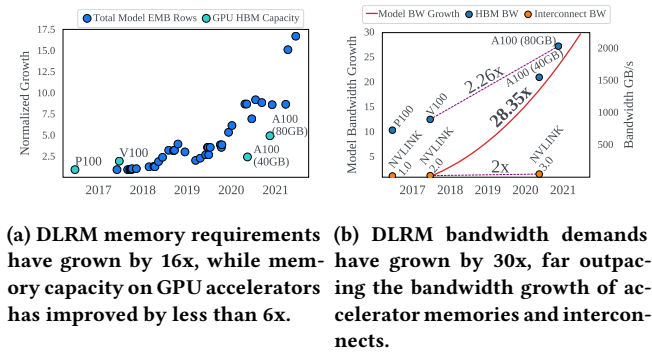 Total Model EMB Rows GPU HBM Capacity
Normalized Growth
17.5
15.0
12.5
10.0
7.5
5.0
2.5
P100
V100
A100
(80GB)
A100
(40GB)
2017 2018 2019 2020 2021
(a) DLRM memory requirements
have grown by 16x, while mem-
ory capacity on GPU accelerators
has improved by less than 6x.
Model BW Growth HBM BW Interconnect BW
Model Bandwidth Growth
30
25
20
15
10
5
Bandwidth GB/s
2000
1500
1000
500
A100 (80GB)
A100 (40GB)
2.26x
28.35x
P100
V100
NVLINK
1.0
NVLINK
2.0
2x
NVLINK
3.0
2017 2018 2019 2020 2021
(b) DLRM bandwidth demands
have grown by 30x, far outpac-
ing the bandwidth growth of ac-
celerator memories and intercon-
nects.